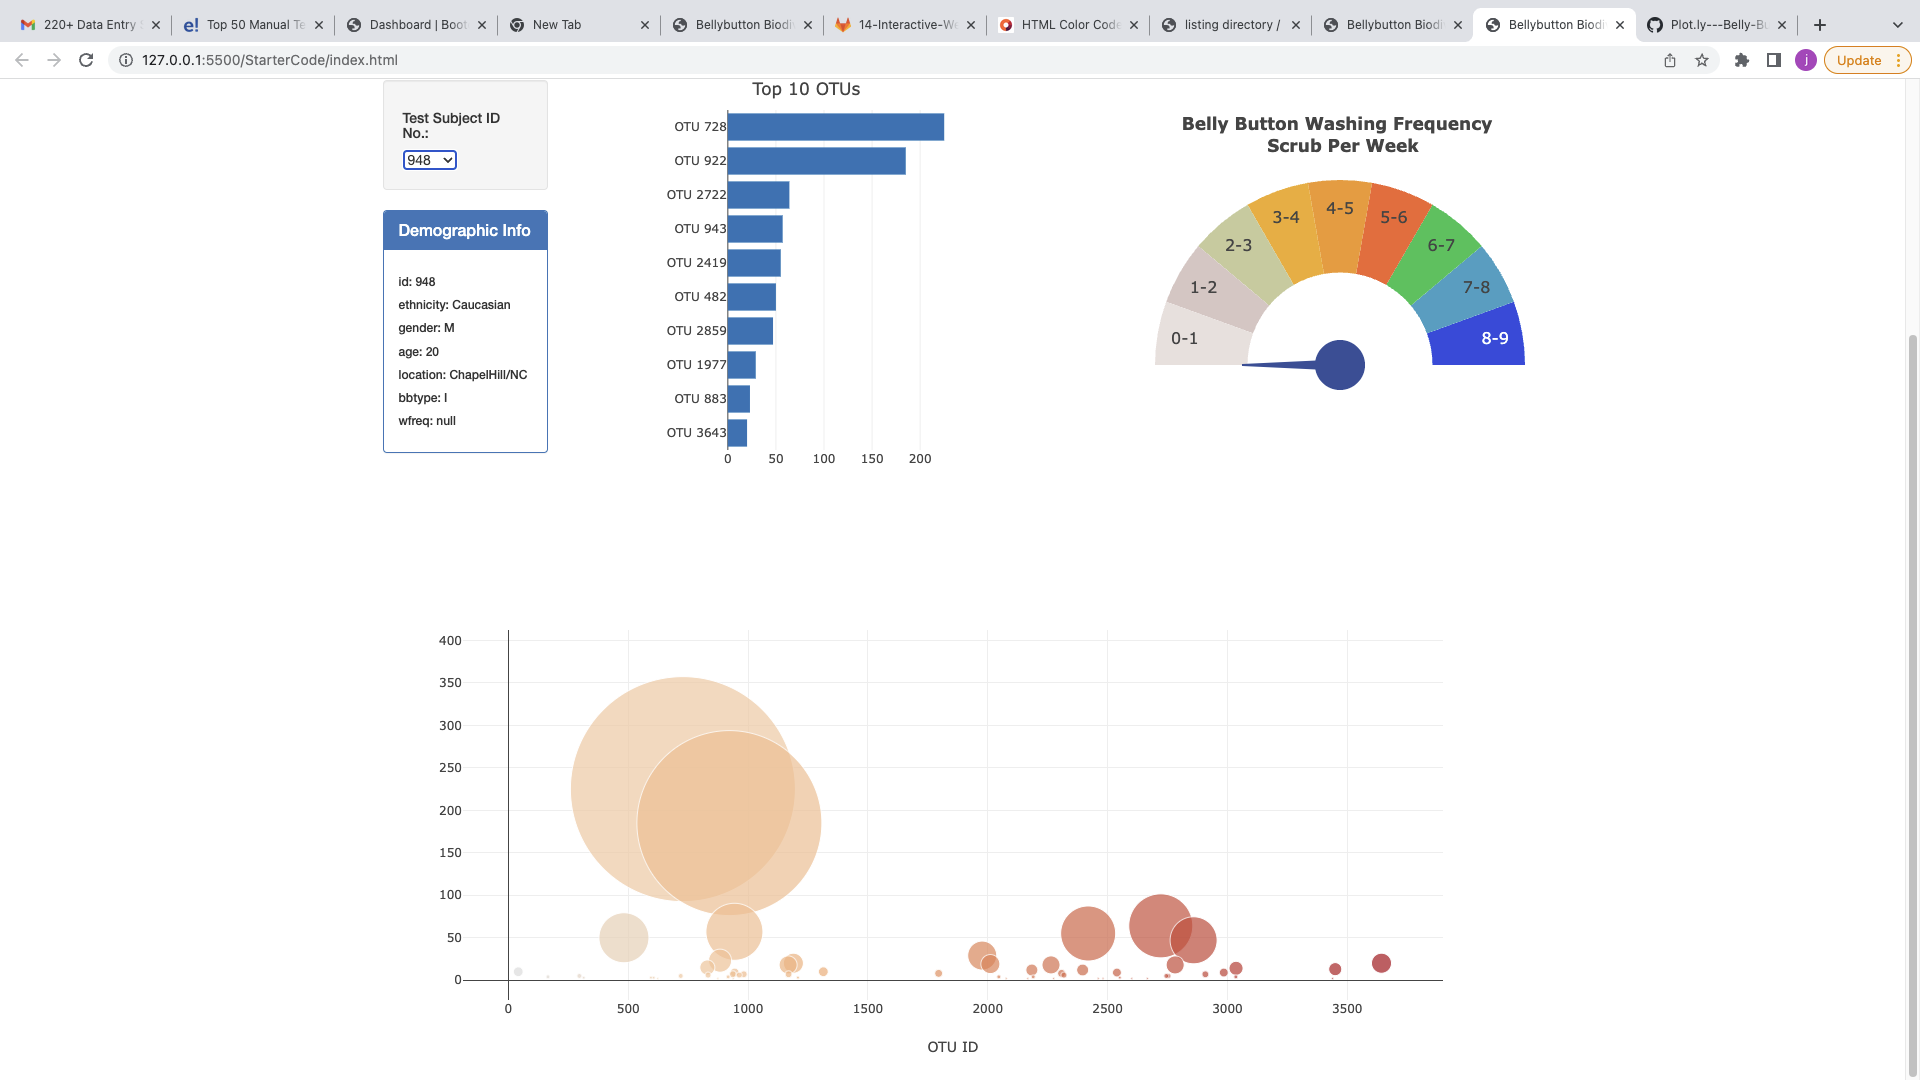 220+ Data Entry
Top 50 Manual Te
Dashboard | Boot
New Tab
Bellybutton Biodi
14-Interactive-We
HTML Color Code
listing directory /
Bellybutton Biodi
Bellybutton Biodi
Plot.ly---Belly-Bu
127.0.0.1:5500/StarterCode/index.html
j
Update
Test Subject ID
No.:
948
Demographic Info
id: 948
ethnicity: Caucasian
gender: M
age: 20
location: ChapelHill/NC
bbtype: I
wfreq: null
Top 10 OTUs
OTU 728
OTU 922
OTU 2722
OTU 943
OTU 2419
OTU 482
OTU 2859
OTU 1977
OTU 883
OTU 3643
0 50 100 150 200
Belly Button Washing Frequency
Scrub Per Week
0-1
1-2
2-3
3-4
4-5
5-6
6-7
7-8
8-9
400
350
300
250
200
150
100
50
0
0 500 1000 1500 2000 2500 3000 3500
OTU ID